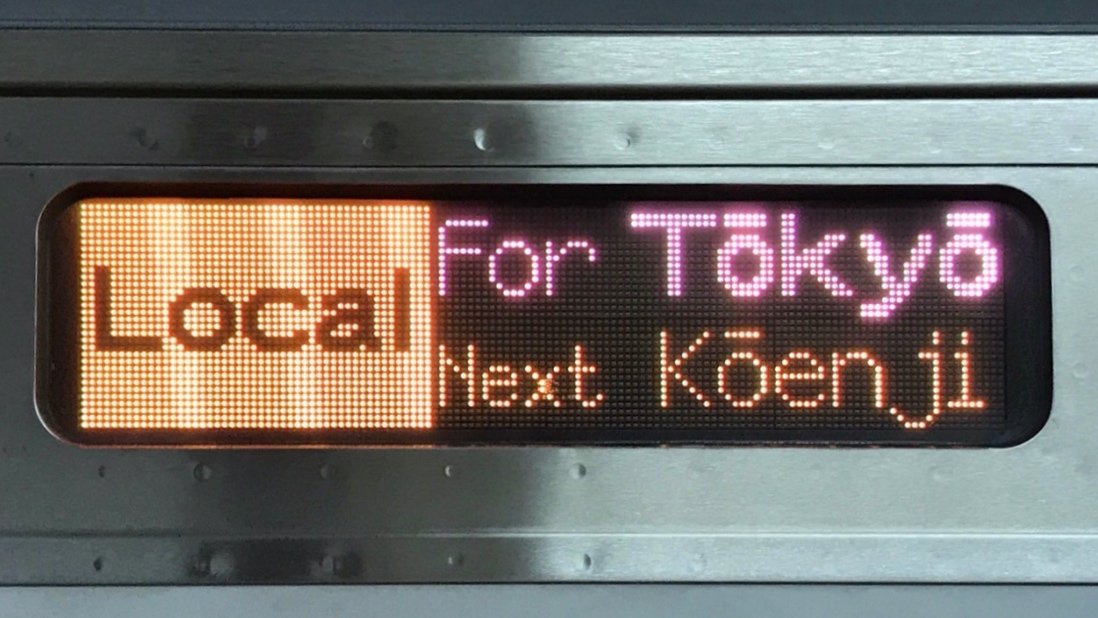 Local
For Tōkyō
Next Kōenji